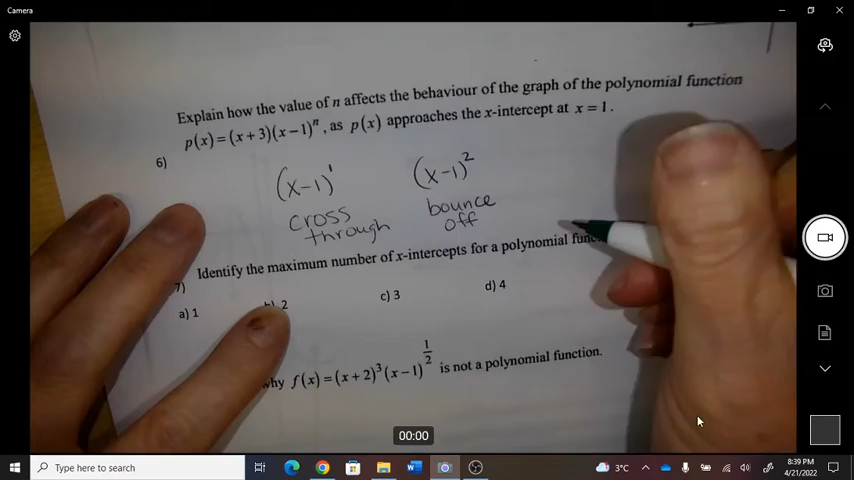 Camera
Explain how the value of n affects the behaviour of the graph of the polynomial function
p(x) = (x+3)(x−1)ⁿ, as p(x) approaches the x-intercept at x = 1.
6)
(x−1)¹ (x−1)²
cross bounce
through off
7) Identify the maximum number of x-intercepts for a polynomial
a) 1 2 c) 3 d) 4
why f(x) = (x+2)³(x−1)^½ is not a polynomial function.
00:00
Type here to search
3°C
8:39 PM
4/21/2022